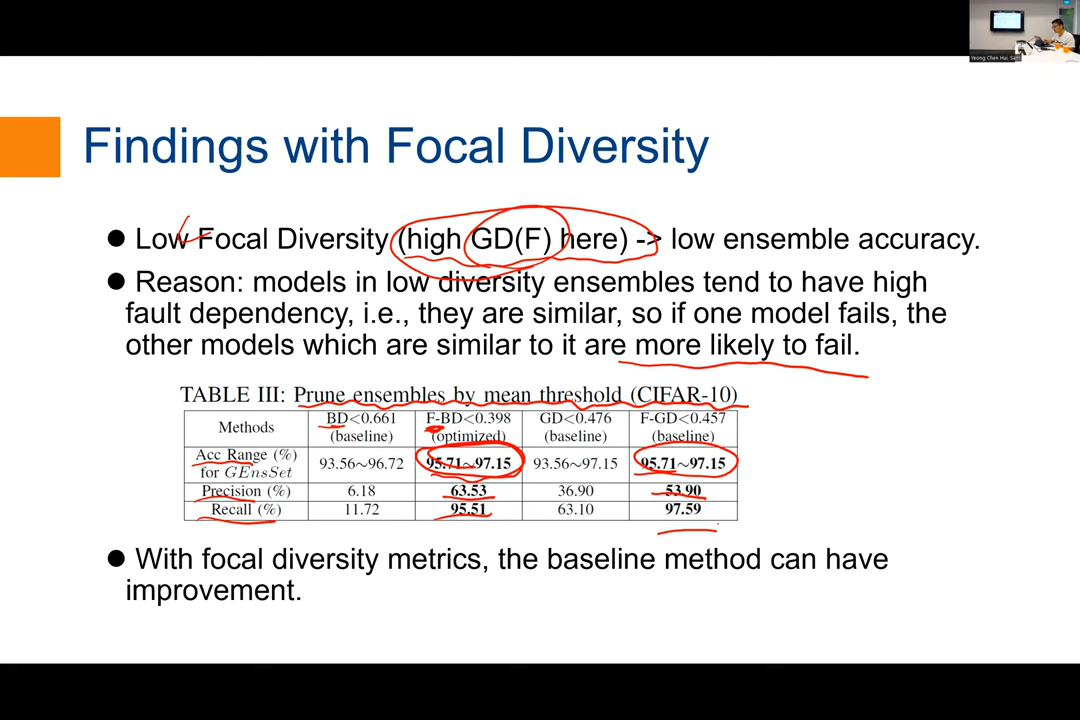 Yeong Chen Hui, Sam
Findings with Focal Diversity
● Low Focal Diversity (high GD(F) here) -> low ensemble accuracy.
● Reason: models in low diversity ensembles tend to have high
fault dependency, i.e., they are similar, so if one model fails, the
other models which are similar to it are more likely to fail.
TABLE III: Prune ensembles by mean threshold (CIFAR-10)
Methods BD<0.661 (baseline) F-BD<0.398 (optimized) GD<0.476 (baseline) F-GD<0.457 (baseline)
Acc Range (%) for GEnsSet 93.56~96.72 95.71~97.15 93.56~97.15 95.71~97.15
Precision (%) 6.18 63.53 36.90 53.90
Recall (%) 11.72 95.51 63.10 97.59
● With focal diversity metrics, the baseline method can have
improvement.